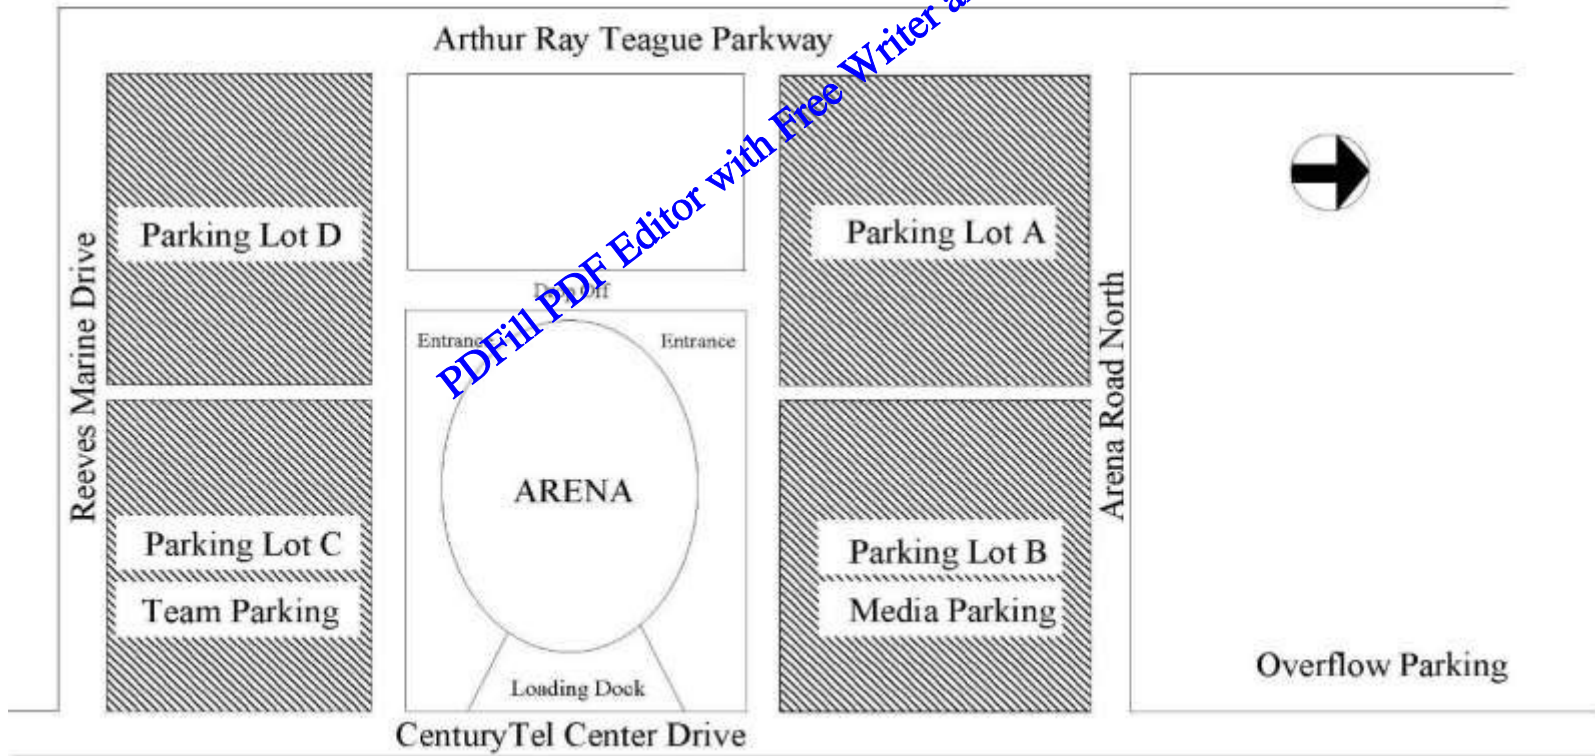 Arthur Ray Teague Parkway
PDFill PDF Editor with Free Writer
Parking Lot D
Parking Lot A
Drop Off
Entrance
Entrance
Reeves Marine Drive
Arena Road North
ARENA
Parking Lot C
Team Parking
Parking Lot B
Media Parking
Overflow Parking
Loading Dock
CenturyTel Center Drive